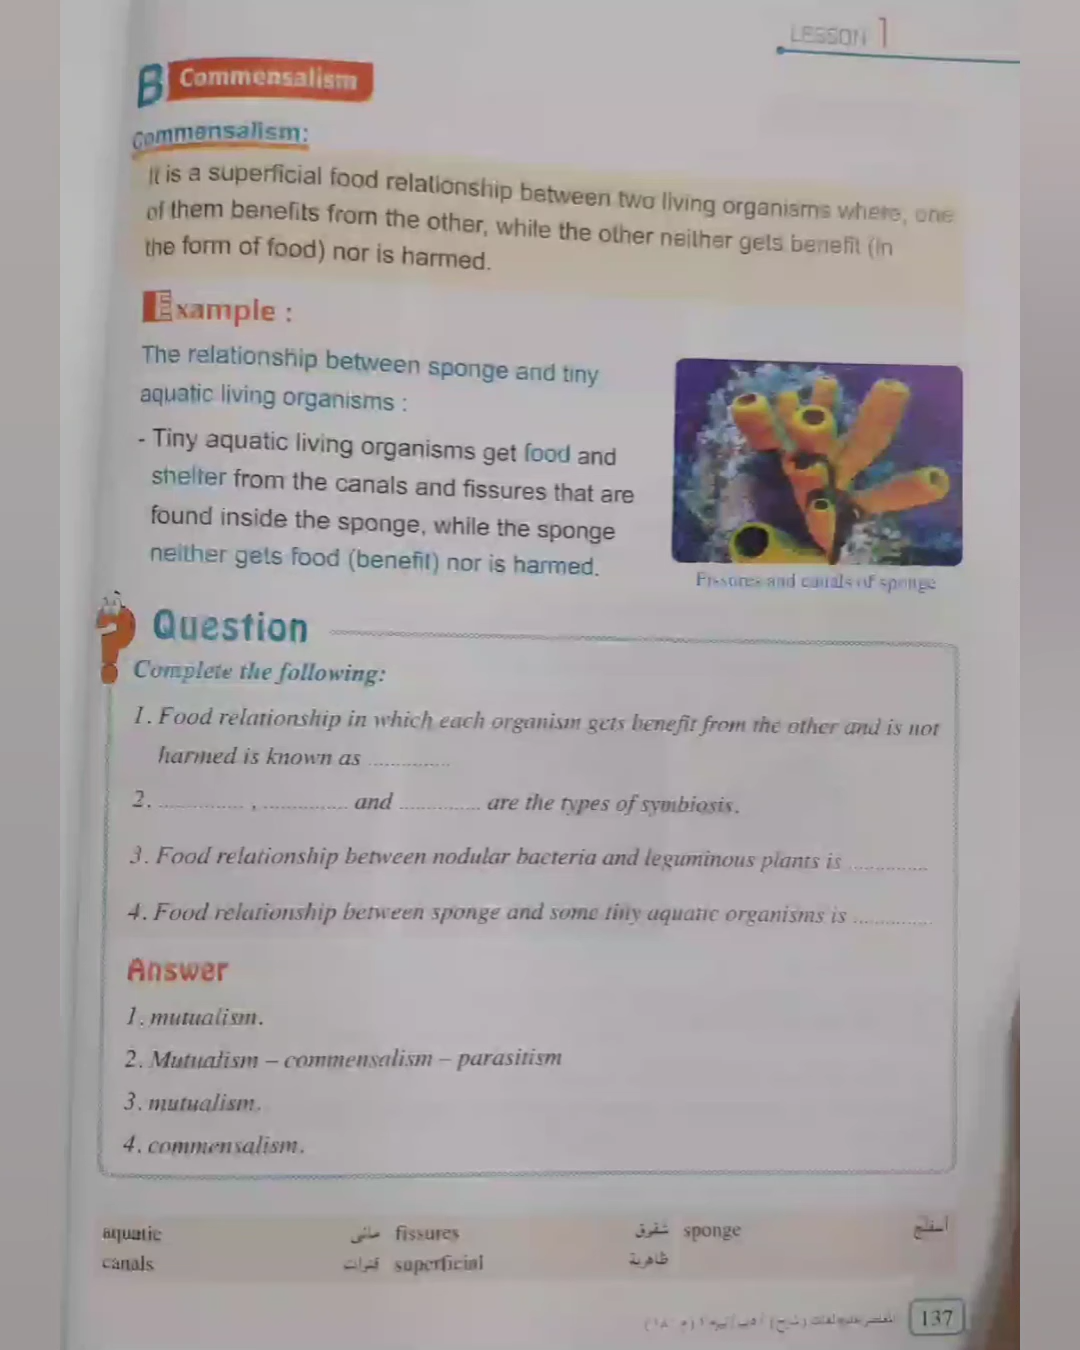 LESSON 1
B Commensalism
Commensalism:
It is a superficial food relationship between two living organisms where, one
of them benefits from the other, while the other neither gets benefit (in
the form of food) nor is harmed.
Example :
The relationship between sponge and tiny
aquatic living organisms :
- Tiny aquatic living organisms get food and
shelter from the canals and fissures that are
found inside the sponge, while the sponge
neither gets food (benefit) nor is harmed.
Fissures and canals of sponge
Question
Complete the following:
1. Food relationship in which each organism gets benefit from the other and is not
harmed is known as .............
2. ............. , ............. and ............. are the types of symbiosis.
3. Food relationship between nodular bacteria and leguminous plants is .............
4. Food relationship between sponge and some tiny aquatic organisms is .............
Answer
1. mutualism.
2. Mutualism – commensalism – parasitism
3. mutualism.
4. commensalism.
aquatic مائى fissures شقوق sponge أسفنج
canals قنوات superficial ظاهرية
137